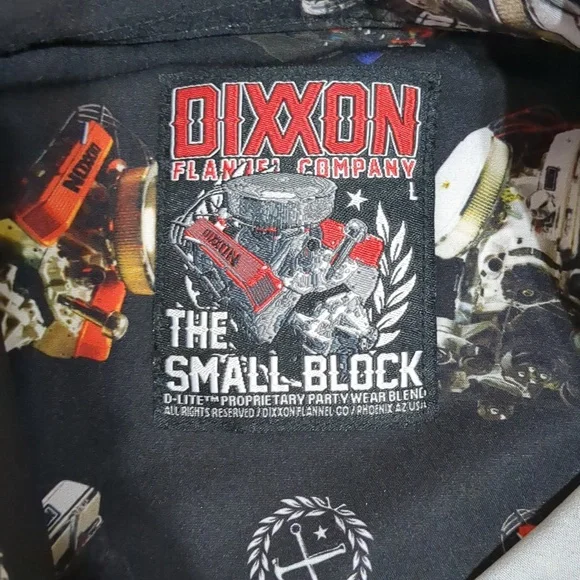 DIXXON
FLANNEL COMPANY
L
DIXXON
THE
SMALL BLOCK
D-LITE™ PROPRIETARY PARTY WEAR BLEND
ALL RIGHTS RESERVED / DIXXON FLANNEL CO / PHOENIX AZ USA
DIXXON